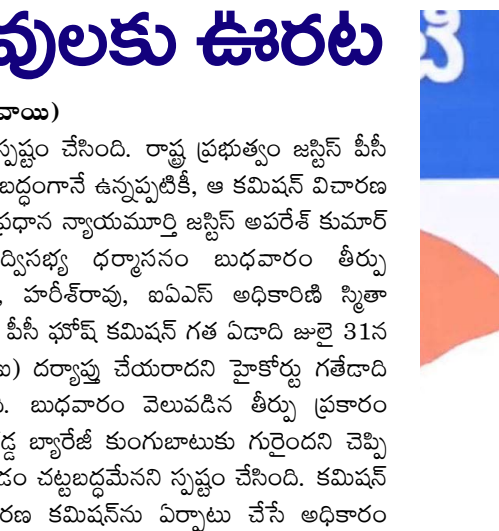 వులకు ఊరట
వాయి)
స్పష్టం చేసింది. రాష్ట్ర ప్రభుత్వం జస్టిస్ పీసీ
బద్ధంగానే ఉన్నప్పటికీ, ఆ కమిషన్ విచారణ
ప్రధాన న్యాయమూర్తి జస్టిస్ అపరేశ్ కుమార్
ద్విసభ్య ధర్మాసనం బుధవారం తీర్పు
, హరీశ్‌రావు, ఐఏఎస్ అధికారిణి స్మితా
పీసీ ఘోష్ కమిషన్ గత ఏడాది జులై 31న
ఐ) దర్యాప్తు చేయరాదని హైకోర్టు గతేడాది
. బుధవారం వెలువడిన తీర్పు ప్రకారం
డ్డ బ్యారేజీ కుంగుబాటుకు గురైందని చెప్పి
డం చట్టబద్ధమేనని స్పష్టం చేసింది. కమిషన్
రణ కమిషన్‌ను ఏర్పాటు చేసే అధికారం